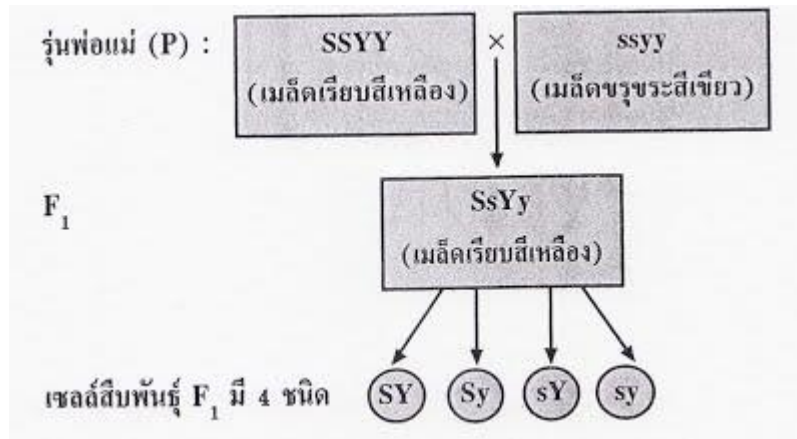 รุ่นพ่อแม่ (P) : SSYY × ssyy
(เมล็ดเรียบสีเหลือง) (เมล็ดขรุขระสีเขียว)
F1 SsYy
(เมล็ดเรียบสีเหลือง)
เซลล์สืบพันธุ์ F1 มี 4 ชนิด SY Sy sY sy